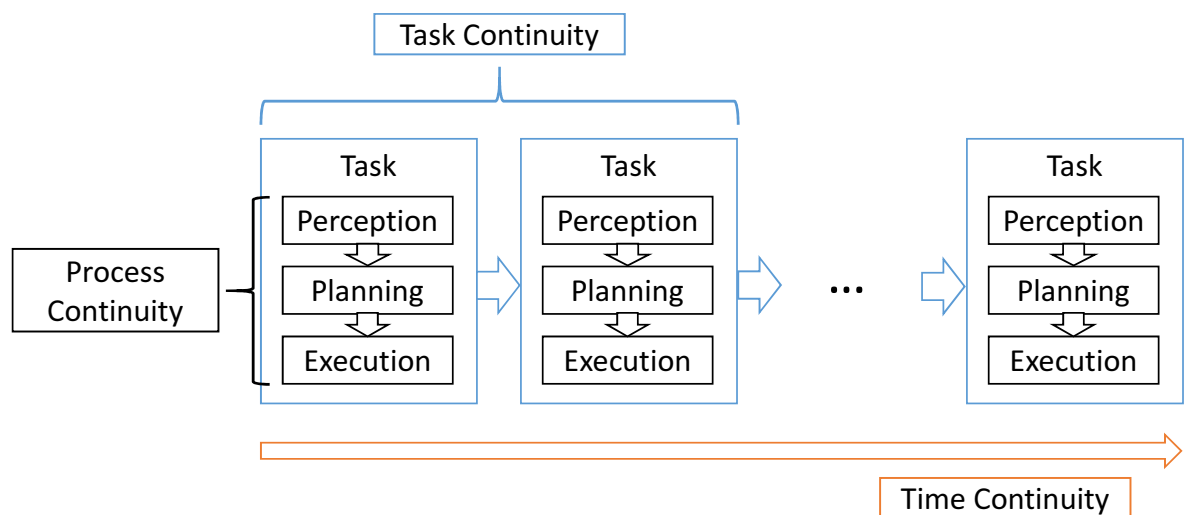 Task Continuity
Task
Perception
Planning
Execution
Task
Perception
Planning
Execution
...
Task
Perception
Planning
Execution
Process
Continuity
Time Continuity